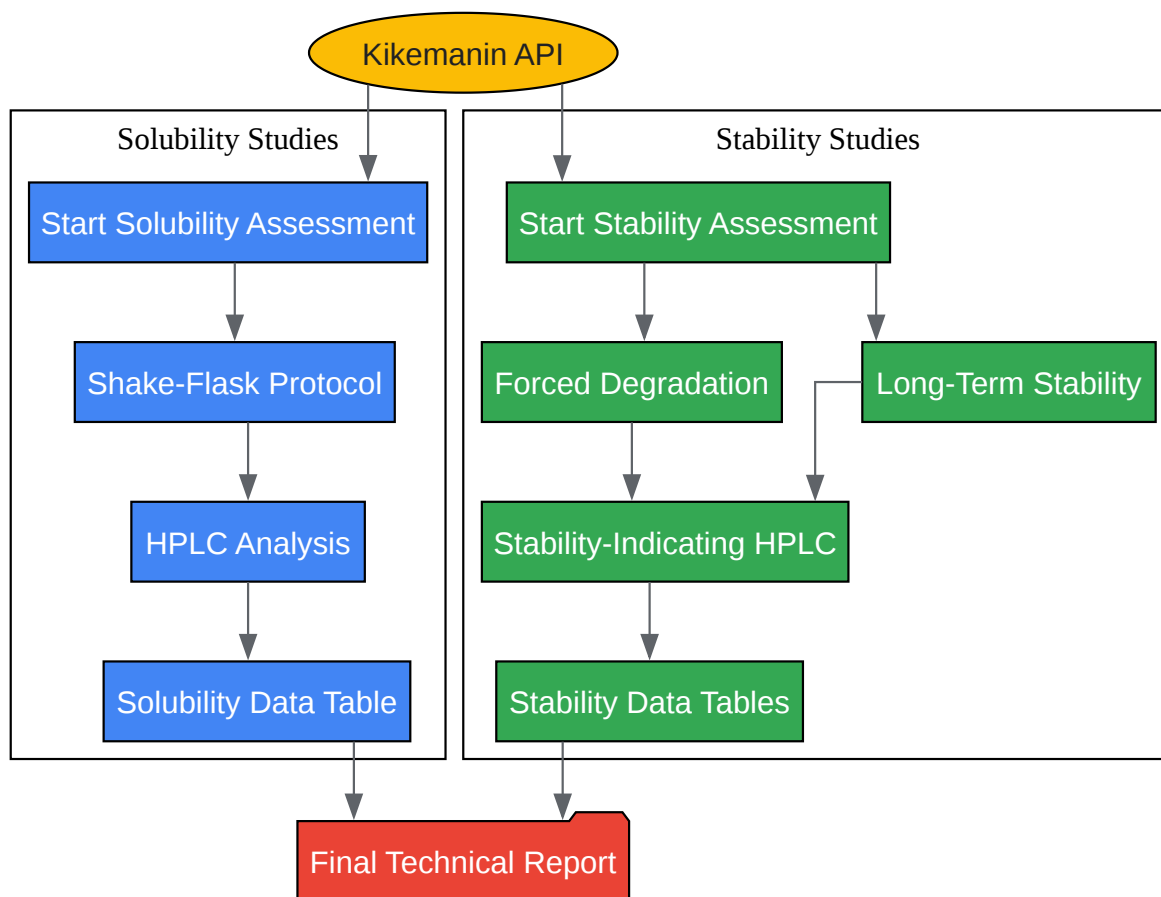 Kikemanin API
Solubility Studies
Stability Studies
Start Solubility Assessment
Start Stability Assessment
Shake-Flask Protocol
Forced Degradation
Long-Term Stability
HPLC Analysis
Stability-Indicating HPLC
Solubility Data Table
Stability Data Tables
Final Technical Report